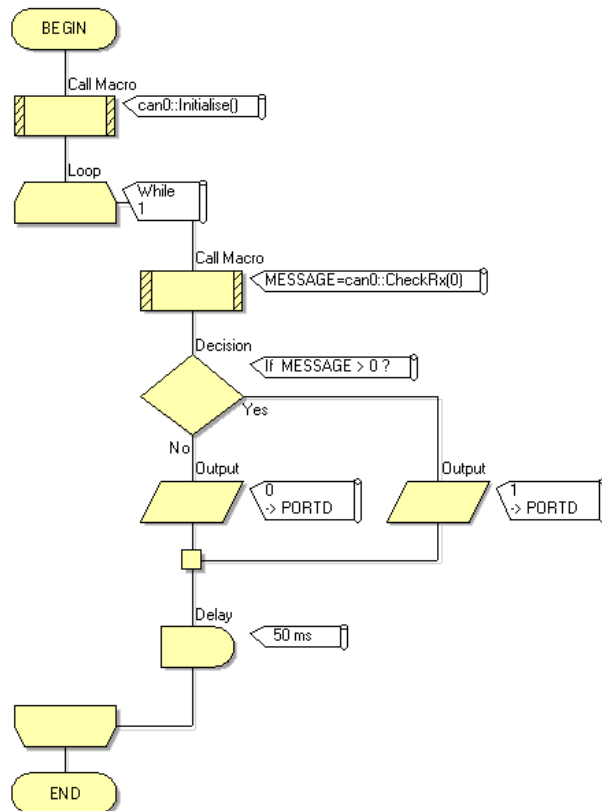 BEGIN
Call Macro
can0::Initialise()
Loop
While
1
Call Macro
MESSAGE=can0::CheckRx(0)
Decision
If MESSAGE > 0 ?
Yes
No
Output
0
-> PORTD
Output
1
-> PORTD
Delay
50 ms
END